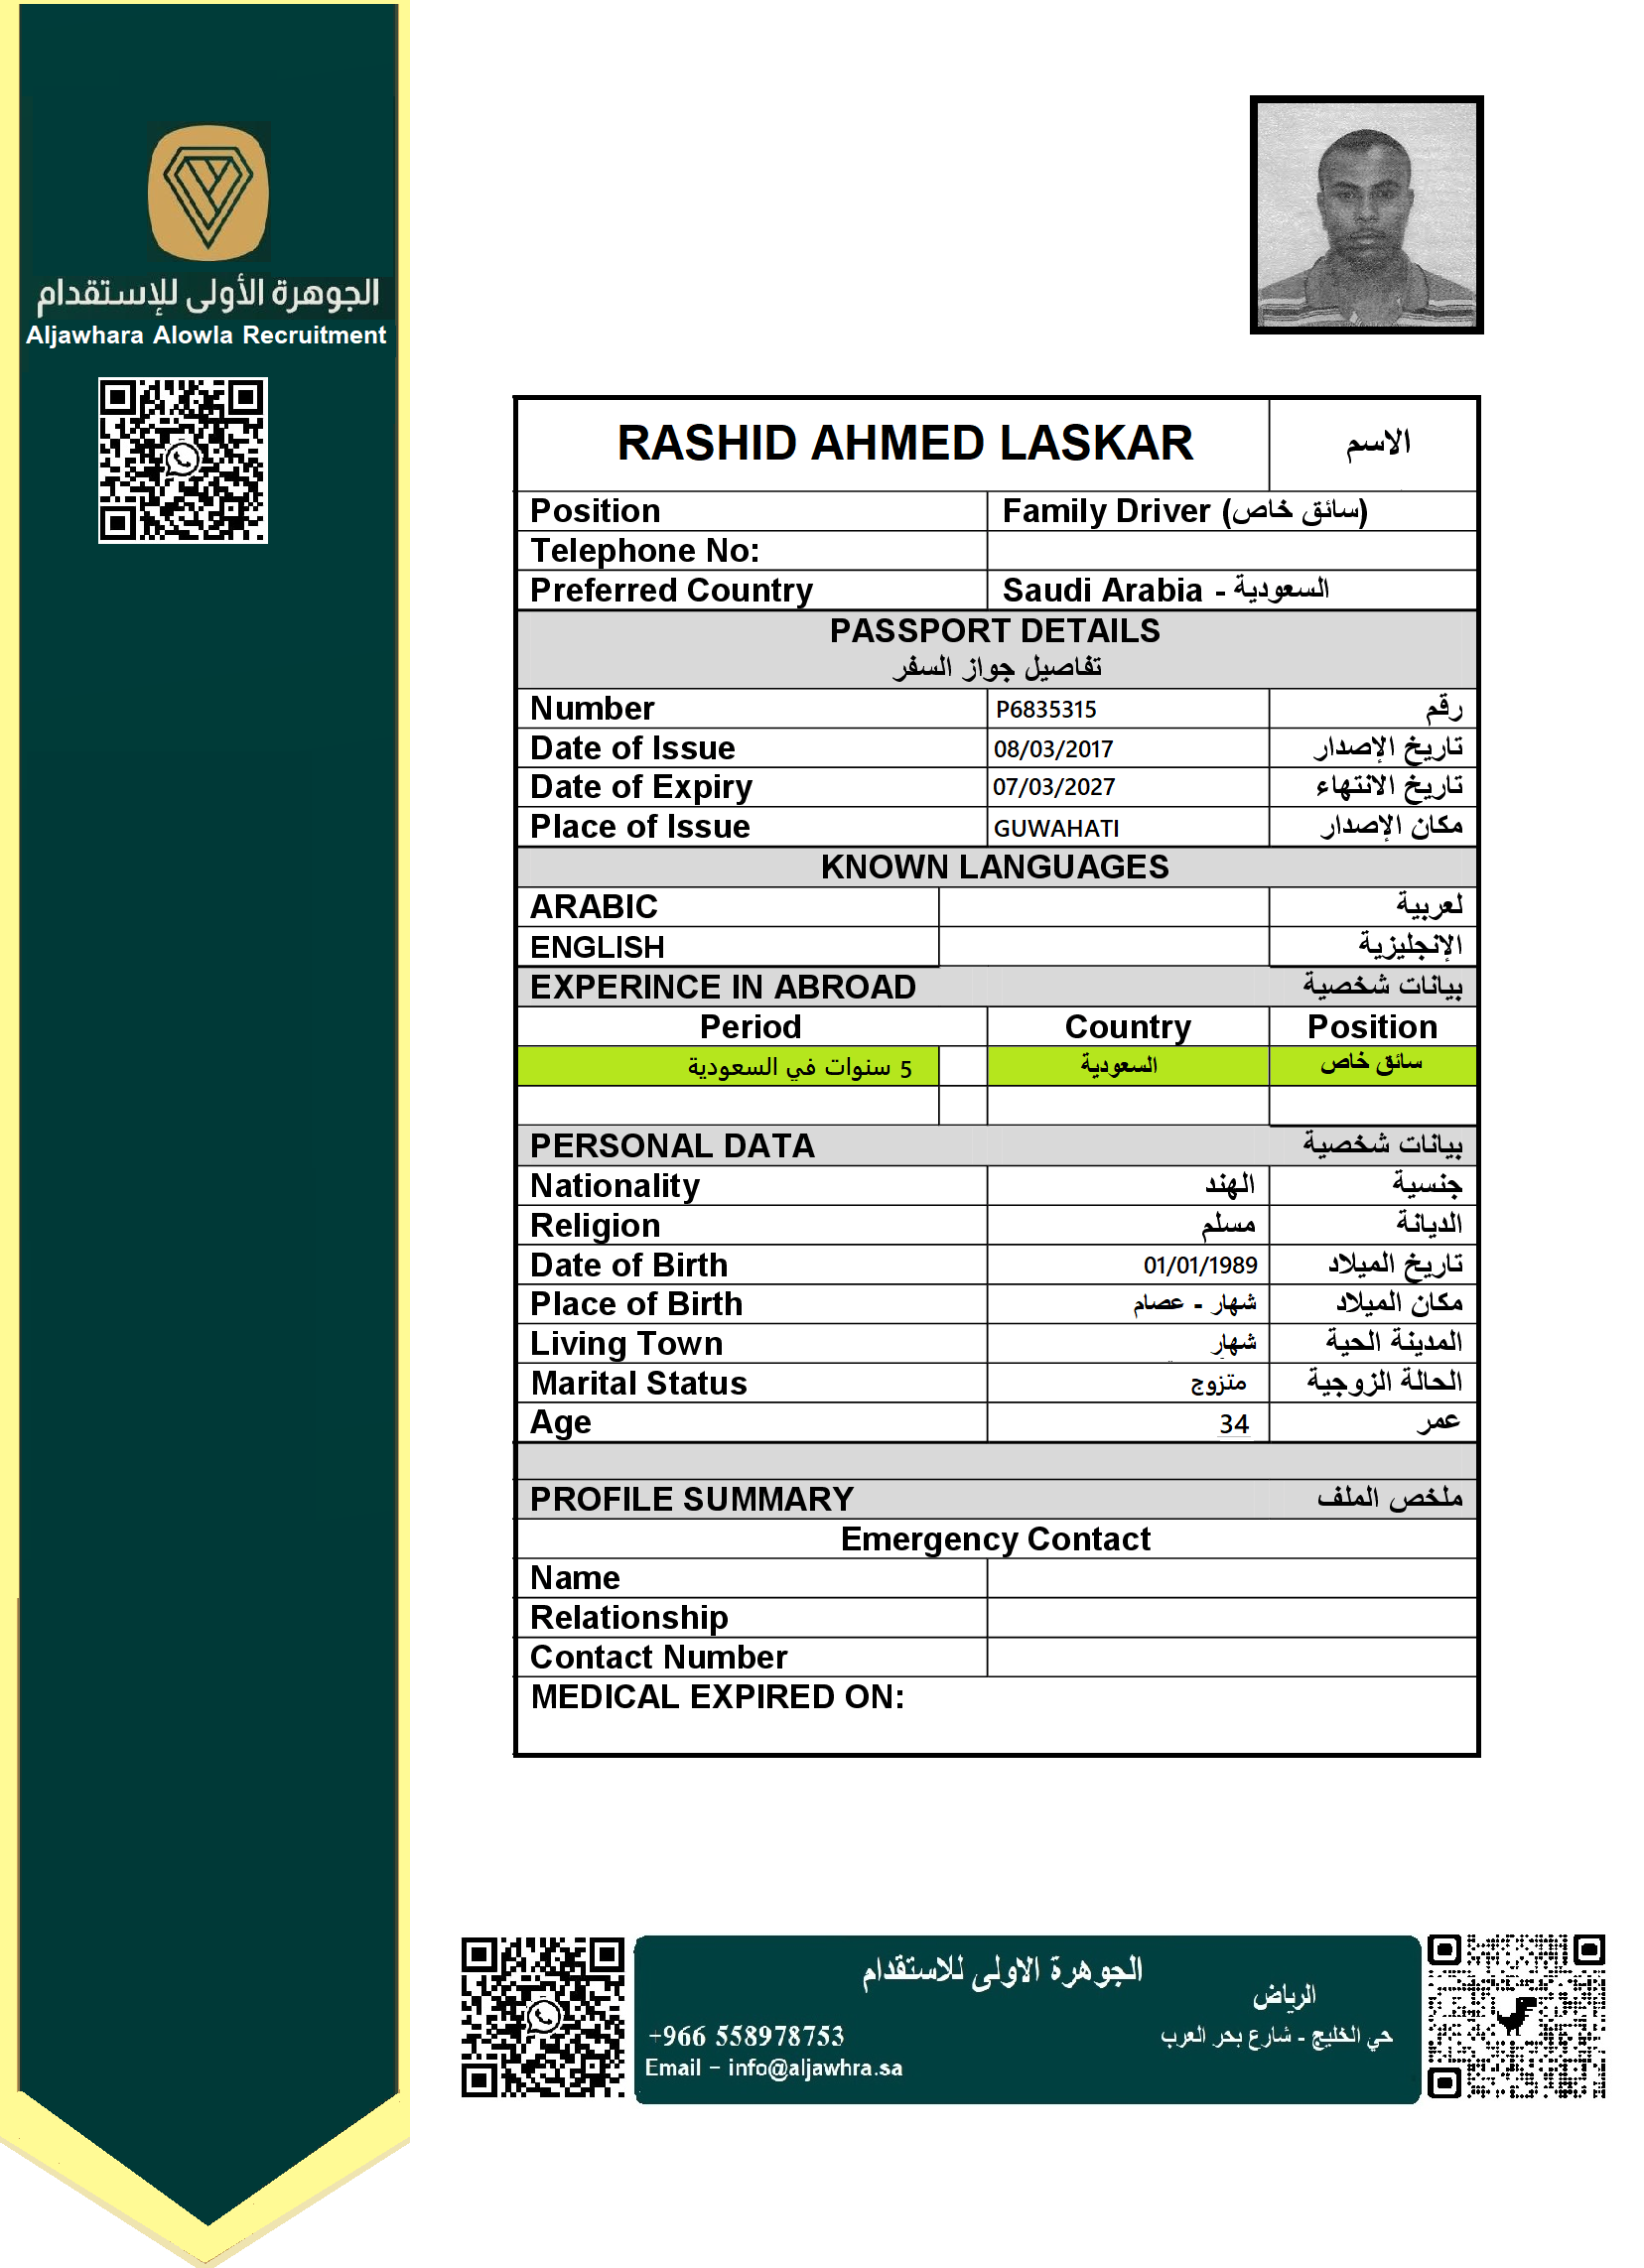 الجوهرة الأولى للإستقدام
Aljawhara Alowla Recruitment
RASHID AHMED LASKAR الاسم
Position Family Driver (سائق خاص)
Telephone No:
Preferred Country Saudi Arabia - السعودية
PASSPORT DETAILS
تفاصيل جواز السفر
Number P6835315 رقم
Date of Issue 08/03/2017 تاريخ الإصدار
Date of Expiry 07/03/2027 تاريخ الانتهاء
Place of Issue GUWAHATI مكان الإصدار
KNOWN LANGUAGES
ARABIC لعربية
ENGLISH الإنجليزية
EXPERINCE IN ABROAD بيانات شخصية
Period Country Position
5 سنوات في السعودية السعودية سائق خاص
PERSONAL DATA بيانات شخصية
Nationality الهند جنسية
Religion مسلم الديانة
Date of Birth 01/01/1989 تاريخ الميلاد
Place of Birth شهار - عصام مكان الميلاد
Living Town شهار المدينة الحية
Marital Status متزوج الحالة الزوجية
Age 34 عمر
PROFILE SUMMARY ملخص الملف
Emergency Contact
Name
Relationship
Contact Number
MEDICAL EXPIRED ON:
الجوهرة الاولى للاستقدام
الرياض
+966 558978753 حي الخليج - شارع بحر العرب
Email – info@aljawhra.sa